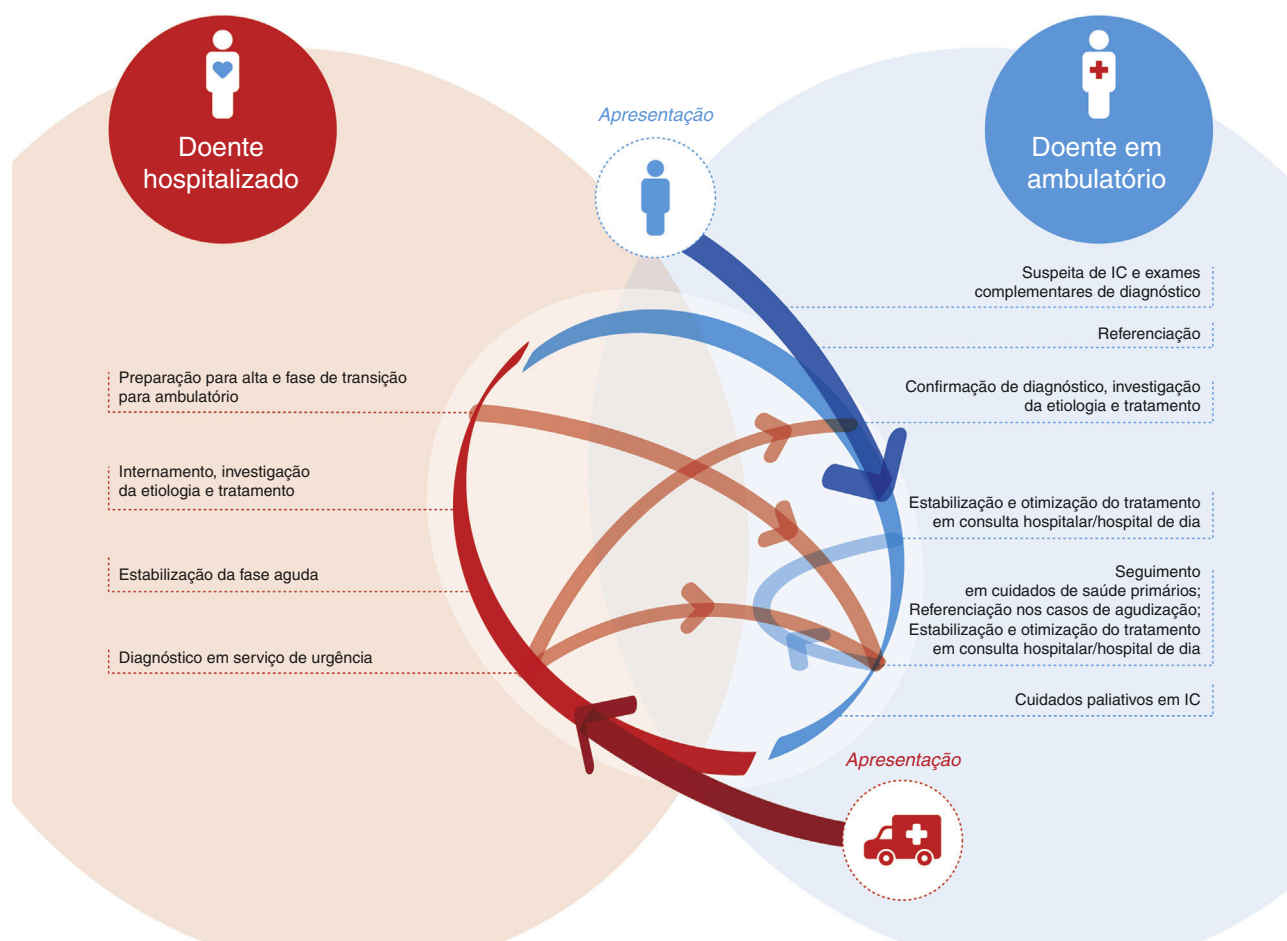 Doente
hospitalizado
Apresentação
Doente em
ambulatório
Suspeita de IC e exames
complementares de diagnóstico
Referenciação
Confirmação de diagnóstico, investigação
da etiologia e tratamento
Estabilização e otimização do tratamento
em consulta hospitalar/hospital de dia
Seguimento
em cuidados de saúde primários;
Referenciação nos casos de agudização;
Estabilização e otimização do tratamento
em consulta hospitalar/hospital de dia
Cuidados paliativos em IC
Preparação para alta e fase de transição
para ambulatório
Internamento, investigação
da etiologia e tratamento
Estabilização da fase aguda
Diagnóstico em serviço de urgência
Apresentação